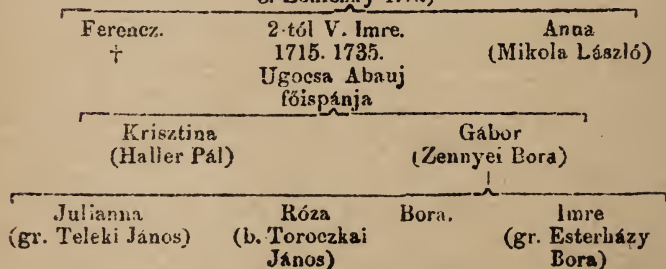 Ferencz. 2-tól V. Imre. Anna
† 1715. 1735. (Mikola László)
Ugocsa Abauj
főispánja
Krisztina Gábor
(Haller Pál) (Zennyei Bora)
Julianna Róza Bora. Imre
(gr. Teleki János) (b. Toroczkai (gr. Esterházy
János) Bora)